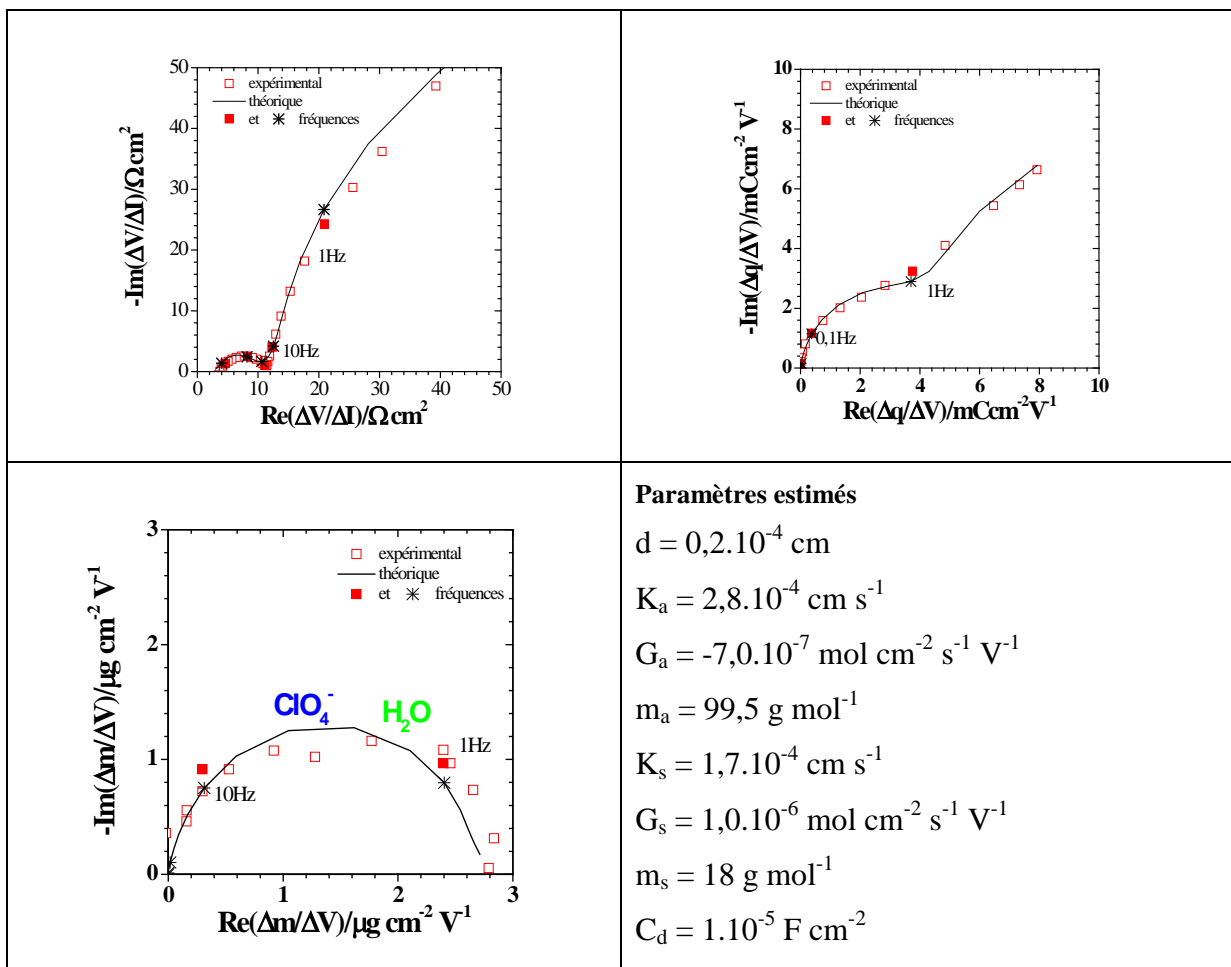 50
40
30
20
10
0
0 10 20 30 40 50
-Im(ΔV/ΔI)/Ω cm²
Re(ΔV/ΔI)/Ω cm²
expérimental
théorique
et fréquences
1Hz
10Hz
10
8
6
4
2
0
0 2 4 6 8 10
-Im(Δq/ΔV)/mCcm⁻² V⁻¹
Re(Δq/ΔV)/mCcm⁻²V⁻¹
expérimental
théorique
et fréquences
1Hz
0,1Hz
3
2
1
0
0 1 2 3
-Im(Δm/ΔV)/µg cm⁻² V⁻¹
Re(Δm/ΔV)/µg cm⁻² V⁻¹
expérimental
théorique
et fréquences
ClO₄⁻
H₂O
1Hz
10Hz
Paramètres estimés
d = 0,2.10⁻⁴ cm
Kₐ = 2,8.10⁻⁴ cm s⁻¹
Gₐ = -7,0.10⁻⁷ mol cm⁻² s⁻¹ V⁻¹
mₐ = 99,5 g mol⁻¹
Kₛ = 1,7.10⁻⁴ cm s⁻¹
Gₛ = 1,0.10⁻⁶ mol cm⁻² s⁻¹ V⁻¹
mₛ = 18 g mol⁻¹
C_d = 1.10⁻⁵ F cm⁻²